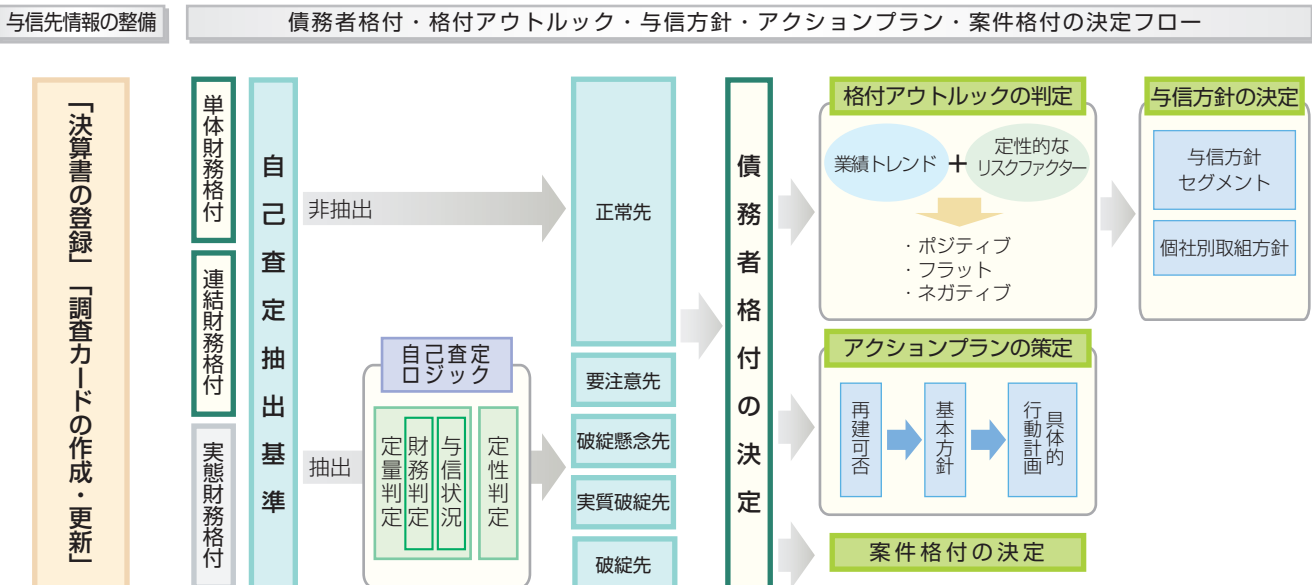 与信先情報の整備
債務者格付・格付アウトルック・与信方針・アクションプラン・案件格付の決定フロー
「決算書の登録」「調査カードの作成・更新」
単体財務格付
連結財務格付
実態財務格付
自己査定抽出基準
非抽出
抽出
自己査定
ロジック
定量判定
財務判定
与信状況
定性判定
正常先
要注意先
破綻懸念先
実質破綻先
破綻先
債務者格付の決定
格付アウトルックの判定
業績トレンド
+
定性的な
リスクファクター
・ポジティブ
・フラット
・ネガティブ
与信方針の決定
与信方針
セグメント
個社別取組方針
アクションプランの策定
再建可否
基本方針
具体的
行動計画
案件格付の決定